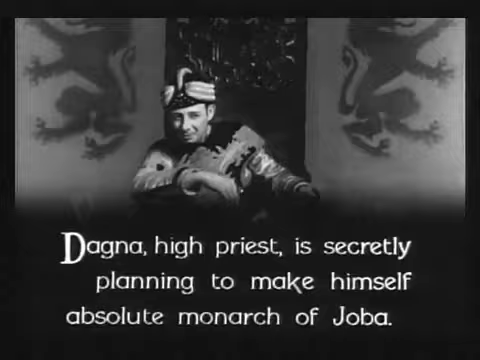 Dagna, high priest, is secretly
planning to make himself
absolute monarch of Joba.